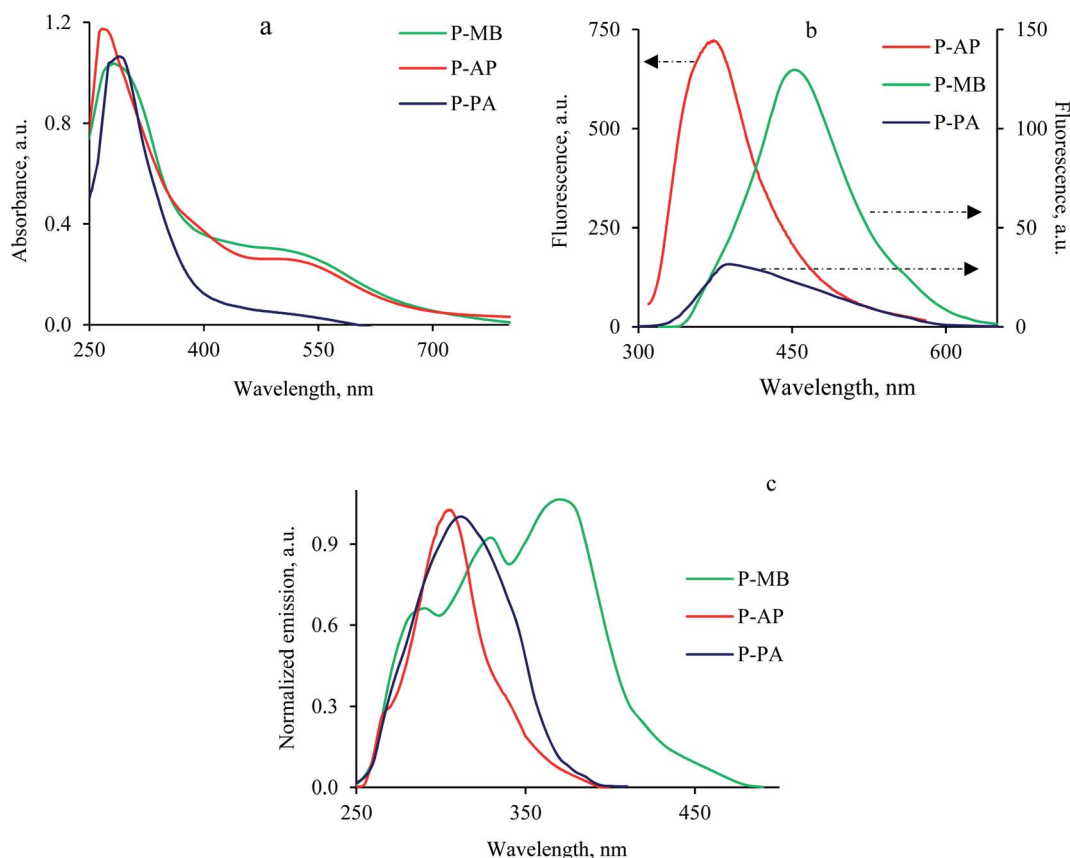 a
1.2
0.8
0.4
0.0
250
400
550
700
Absorbance, a.u.
Wavelength, nm
P-MB
P-AP
P-PA
b
750
500
250
0
150
100
50
0
300
450
600
Fluorescence, a.u.
Fluorescence, a.u.
Wavelength, nm
P-AP
P-MB
P-PA
c
0.9
0.6
0.3
0.0
250
350
450
Normalized emission, a.u.
Wavelength, nm
P-MB
P-AP
P-PA